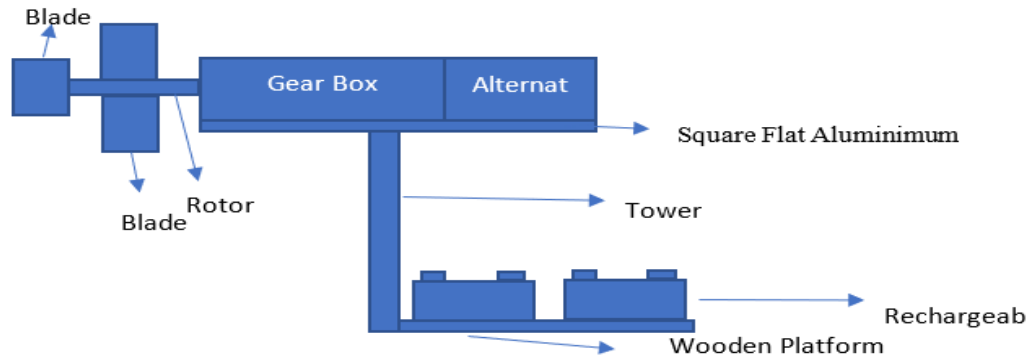 Blade
Gear Box
Alternat
Square Flat Aluminimum
Rotor
Blade
Tower
Rechargeab
Wooden Platform